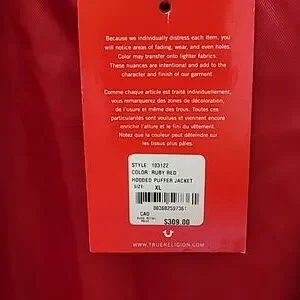 Because we individually distress each item, you
will notice areas of fading, wear, and even holes.
Color may transfer onto lighter fabrics.
These nuances are intentional and add to the
character and finish of our garment
Comme chaque article est traité individuellement,
vous remarquerez des zones de décoloration,
de l'usure et même des trous. Toutes ces
particularités sont voulues et viennent encore
enrichir l'allure et le fini du vêtement.
Notez que la couleur peut déteindre sur
les tissus plus pâles.
STYLE: 103122
COLOR: RUBY RED
HOODED PUFFER JACKET
SIZE: XL
CAD
$309.00
WWW.TRUERELIGION.COM